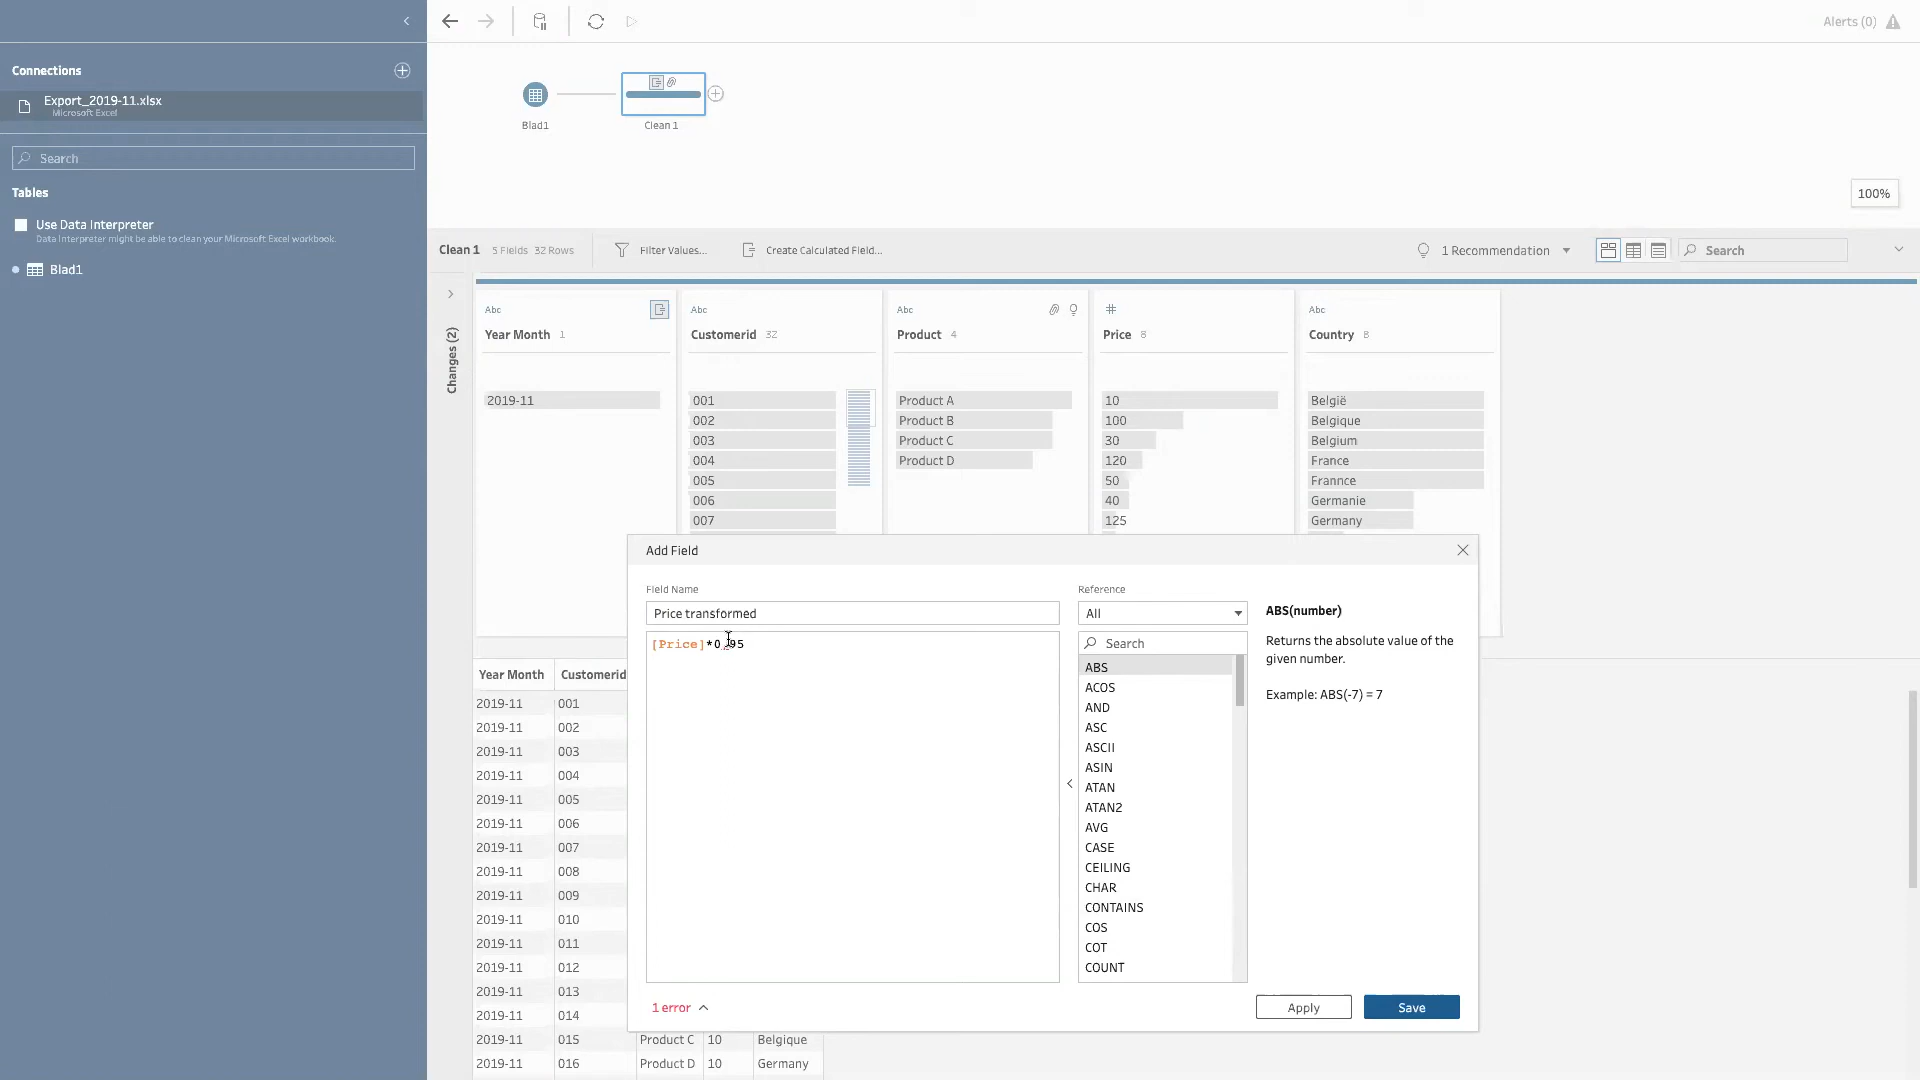 Alerts (0)
Connections
Export_2019-11.xlsx
Microsoft Excel
Search
Tables
Use Data Interpreter
Data Interpreter might be able to clean your Microsoft Excel workbook.
Blad1
Blad1
Clean 1
100%
Clean 1 5 Fields 32 Rows
Filter Values...
Create Calculated Field...
1 Recommendation
Search
Changes (2)
Abc
Year Month 1
2019-11
Abc
Customerid 32
001
002
003
004
005
006
007
Abc
Product 4
Product A
Product B
Product C
Product D
#
Price 8
10
100
30
120
50
40
125
Abc
Country 8
België
Belgique
Belgium
France
Frannce
Germanie
Germany
Add Field
Field Name
Price transformed
[Price]*0 95
1 error
Reference
All
Search
ABS
ACOS
AND
ASC
ASCII
ASIN
ATAN
ATAN2
AVG
CASE
CEILING
CHAR
CONTAINS
COS
COT
COUNT
ABS(number)
Returns the absolute value of the
given number.
Example: ABS(-7) = 7
Apply
Save
Year Month Customerid
2019-11 001
2019-11 002
2019-11 003
2019-11 004
2019-11 005
2019-11 006
2019-11 007
2019-11 008
2019-11 009
2019-11 010
2019-11 011
2019-11 012
2019-11 013
2019-11 014
2019-11 015 Product C 10 Belgique
2019-11 016 Product D 10 Germany